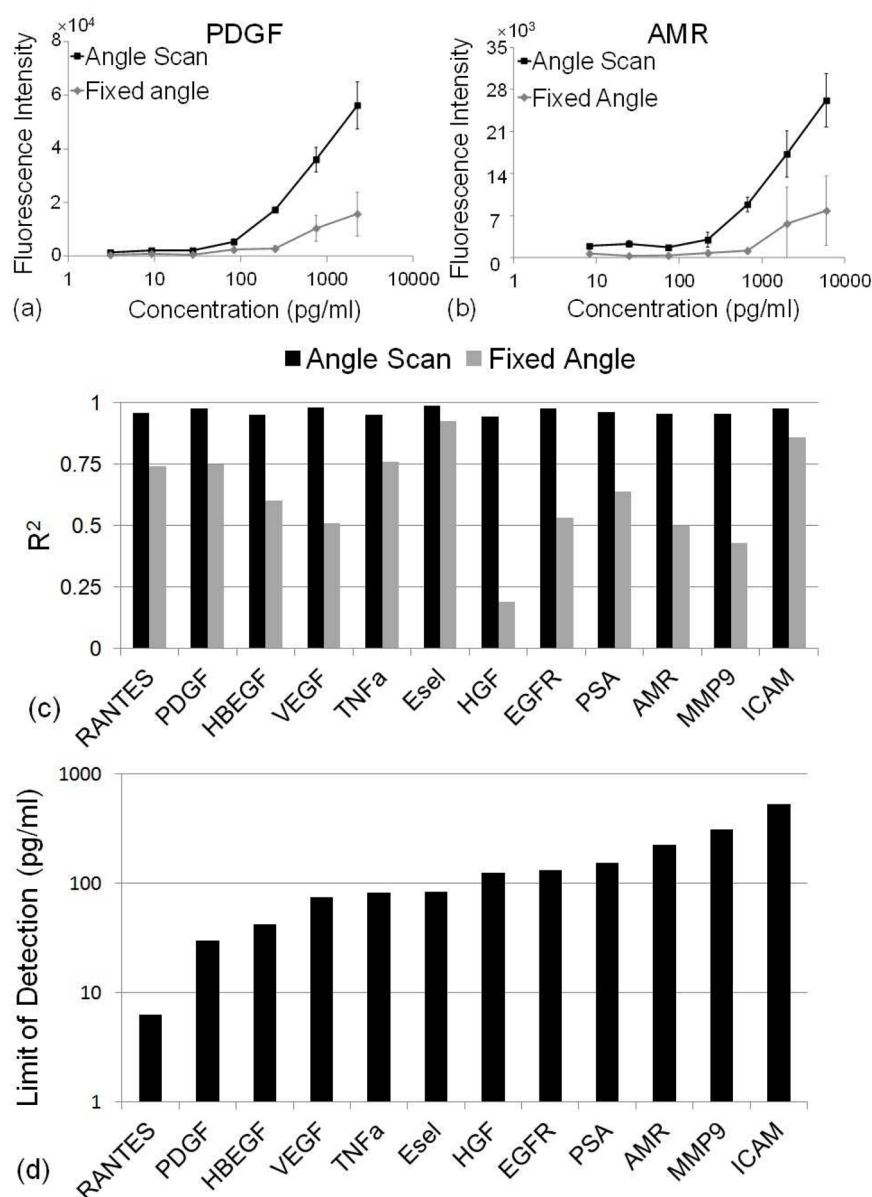 PDGF
×10⁴
Fluorescence Intensity
8
6
4
2
0
Angle Scan
Fixed angle
1
10
100
1000
10000
Concentration (pg/ml)
(a)
AMR
×10³
Fluorescence Intensity
35
28
21
14
7
0
Angle Scan
Fixed Angle
1
10
100
1000
10000
Concentration (pg/ml)
(b)
Angle Scan Fixed Angle
R²
1
0.75
0.5
0.25
0
RANTES
PDGF
HBEGF
VEGF
TNFa
Esel
HGF
EGFR
PSA
AMR
MMP9
ICAM
(c)
Limit of Detection (pg/ml)
1000
100
10
1
RANTES
PDGF
HBEGF
VEGF
TNFa
Esel
HGF
EGFR
PSA
AMR
MMP9
ICAM
(d)